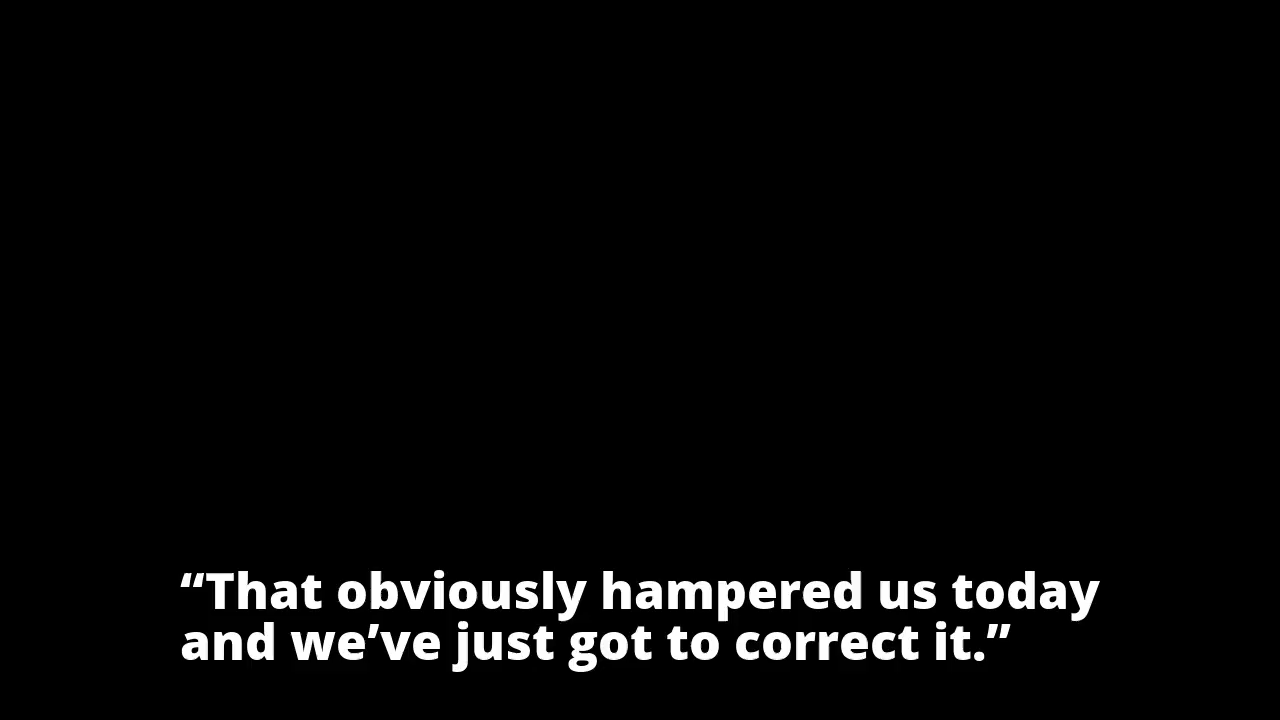 “That obviously hampered us today
and we’ve just got to correct it.”